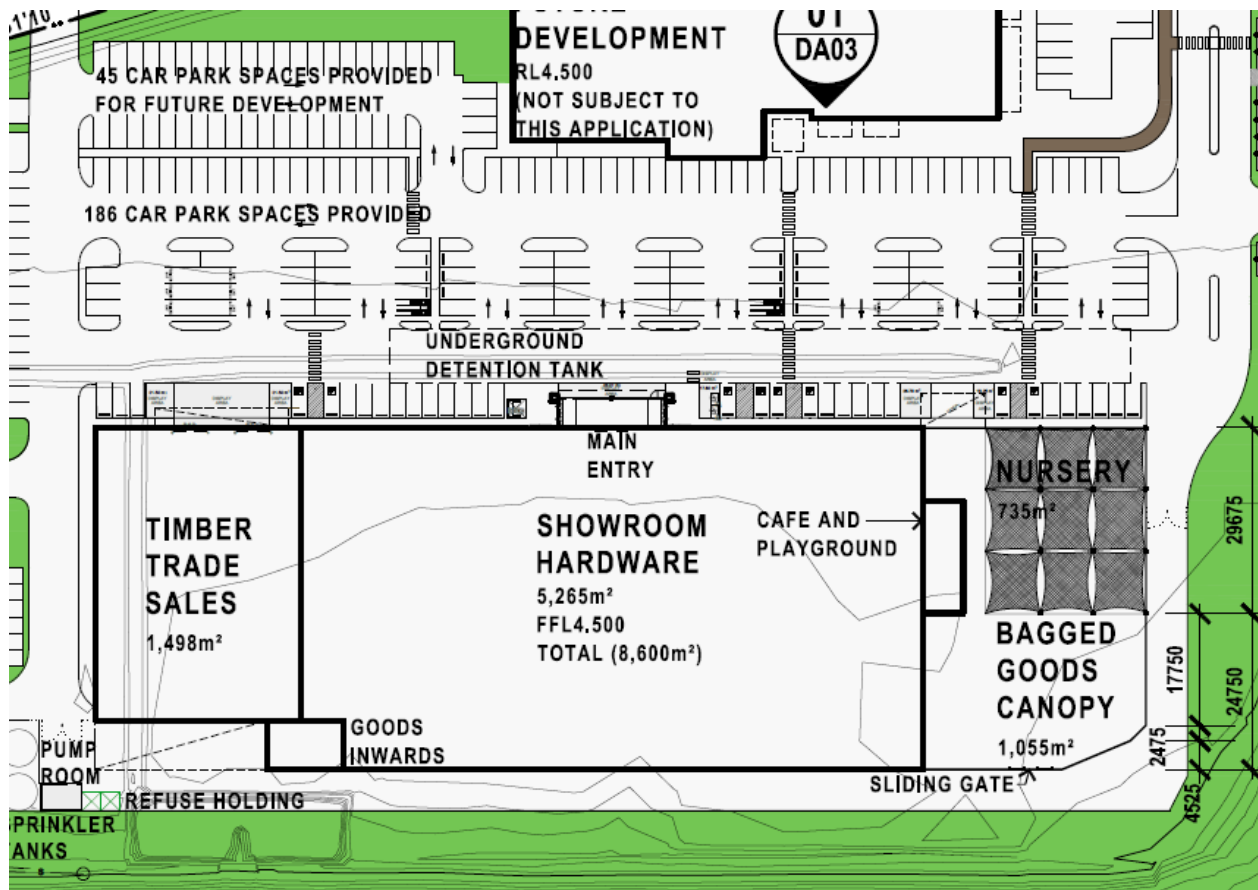 DEVELOPMENT
RL4.500
(NOT SUBJECT TO
THIS APPLICATION)
01
DA03
45 CAR PARK SPACES PROVIDED
FOR FUTURE DEVELOPMENT
186 CAR PARK SPACES PROVIDED
UNDERGROUND
DETENTION TANK
MAIN
ENTRY
TIMBER
TRADE
SALES
1,498m²
SHOWROOM
HARDWARE
5,265m²
FFL4.500
TOTAL (8,600m²)
CAFE AND
PLAYGROUND
NURSERY
735m²
BAGGED
GOODS
CANOPY
1,055m²
29675
17750
24750
2475
4525
GOODS
INWARDS
SLIDING GATE
PUMP
ROOM
REFUSE HOLDING
SPRINKLER
TANKS